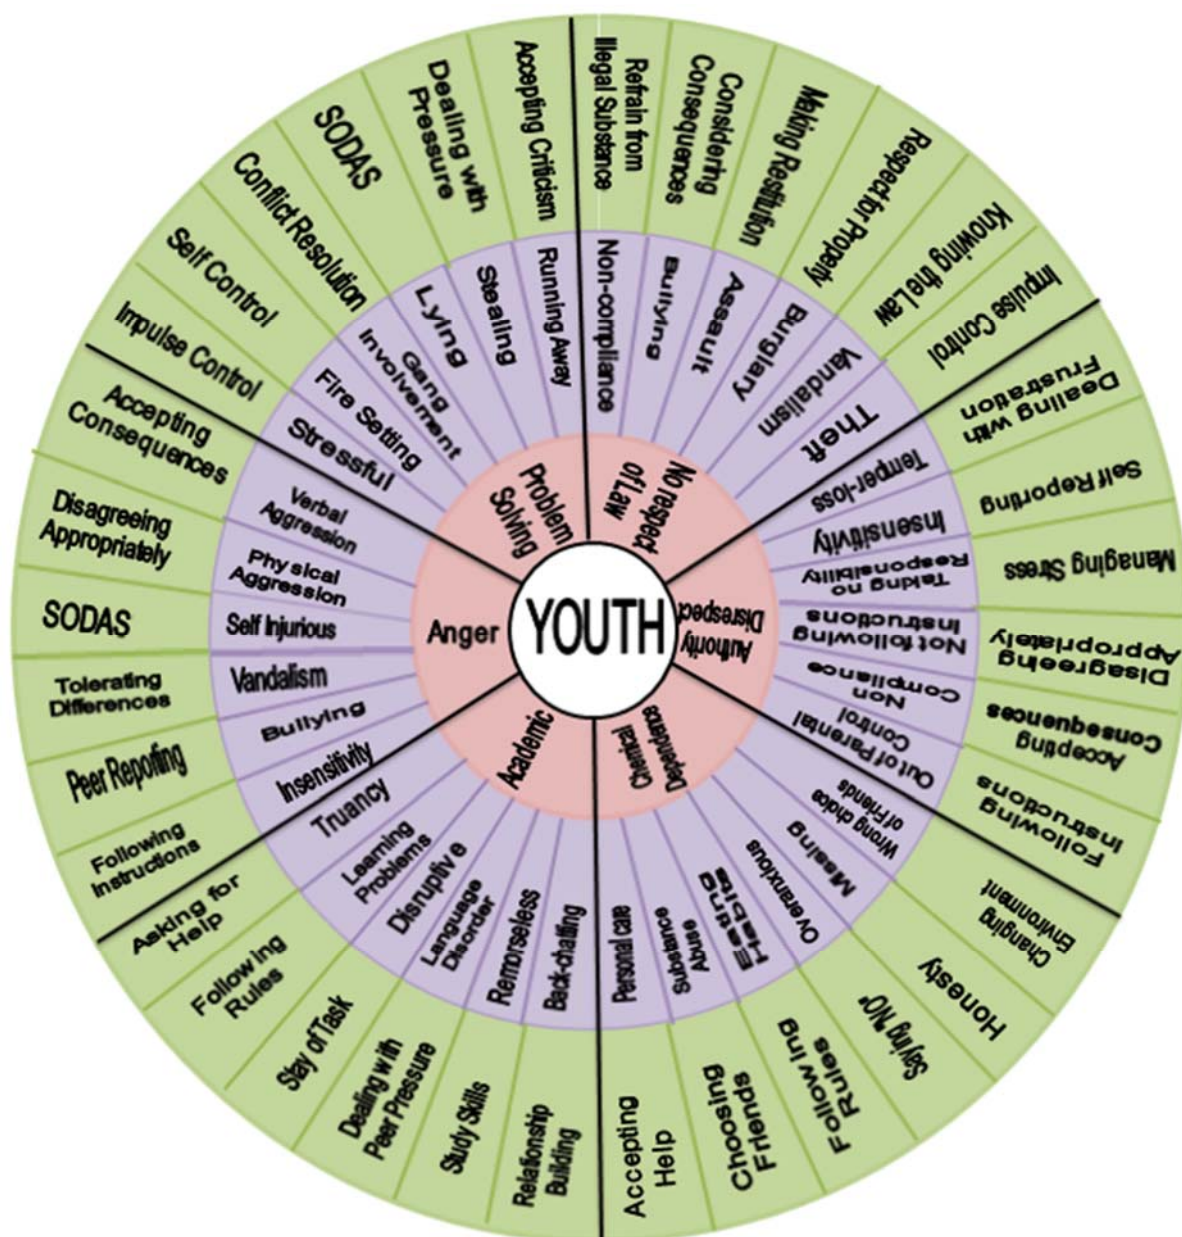 YOUTH
Problem
Solving
No respect
of Law
Disrespect
Authority
Chemical
Dependence
Academic
Anger
Non-compliance
Bullying
Assault
Burglary
Vandalism
Theft
Temper-loss
Insensitivity
Taking no
Responsibility
Not following
Instructions
Non
Compliance
Out of Parental
Control
Wrong choice
of Friends
Missing
Overanxious
Eating
Habits
Substance
Abuse
Personal care
Back-chatting
Remorseless
Language
Disorder
Disruptive
Learning
Problems
Truancy
Insensitivity
Bullying
Vandalism
Self Injurious
Physical
Aggression
Verbal
Aggression
Stressful
Fire Setting
Gang
Involvement
Lying
Stealing
Running Away
Refrain from
Illegal Substance
Considering
Consequences
Making Restitution
Respect for Property
Knowing the Law
Impulse Control
Dealing with
Frustration
Self Reporting
Managing Stress
Disagreeing
Appropriately
Accepting
Consequences
Following
Instructions
Changing
Environment
Honesty
Saying "NO"
Following
Rules
Choosing
Friends
Accepting
Help
Relationship
Building
Study Skills
Dealing with
Peer Pressure
Stay of Task
Following
Rules
Asking for
Help
Following
Instructions
Peer Reporting
Tolerating
Differences
SODAS
Disagreeing
Appropriately
Accepting
Consequences
Impulse Control
Self Control
Conflict Resolution
SODAS
Dealing with
Pressure
Accepting Criticism